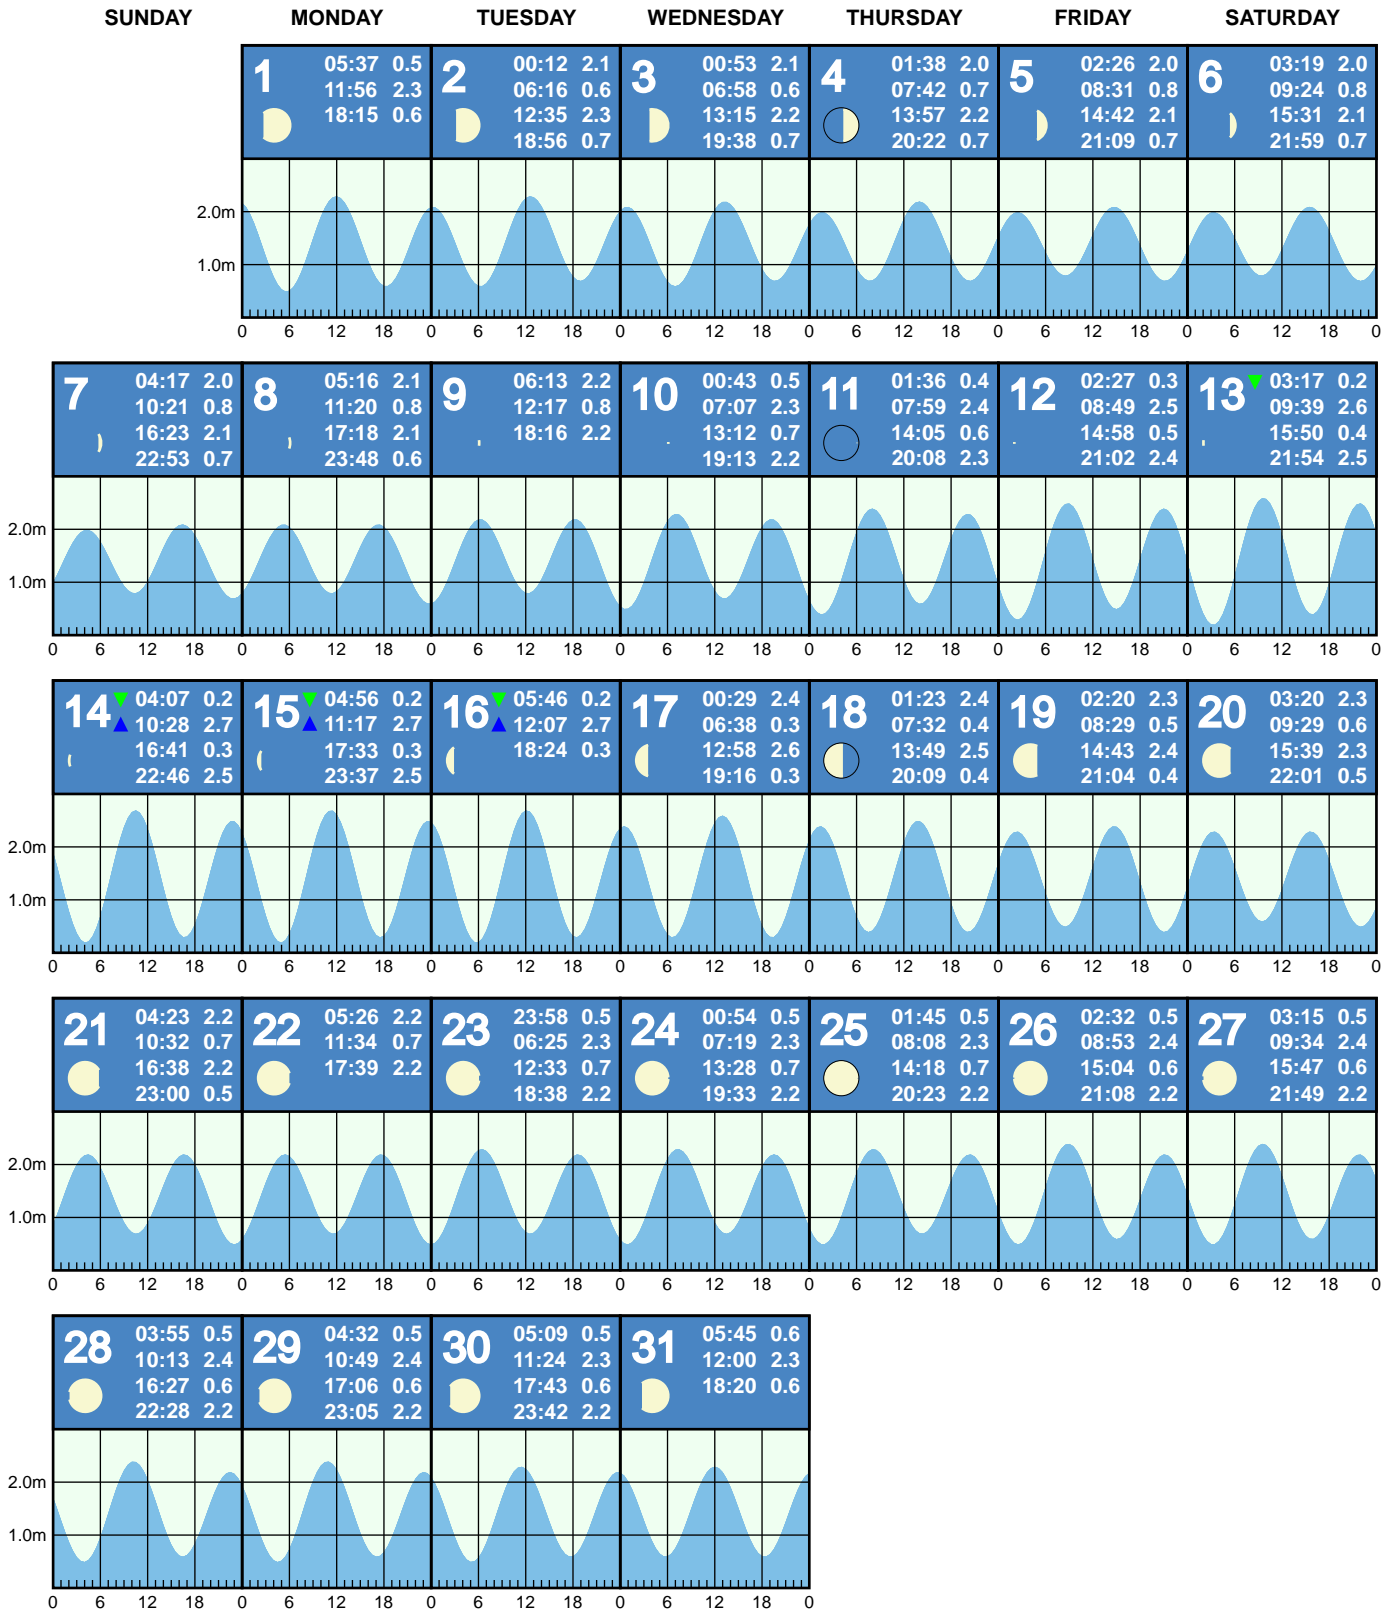 SUNDAY MONDAY TUESDAY WEDNESDAY THURSDAY FRIDAY SATURDAY
1 05:37 0.5
11:56 2.3
18:15 0.6
2 00:12 2.1
06:16 0.6
12:35 2.3
18:56 0.7
3 00:53 2.1
06:58 0.6
13:15 2.2
19:38 0.7
4 01:38 2.0
07:42 0.7
13:57 2.2
20:22 0.7
5 02:26 2.0
08:31 0.8
14:42 2.1
21:09 0.7
6 03:19 2.0
09:24 0.8
15:31 2.1
21:59 0.7
2.0m
1.0m
0 6 12 18 0 6 12 18 0 6 12 18 0 6 12 18 0 6 12 18 0 6 12 18 0
7 04:17 2.0
10:21 0.8
16:23 2.1
22:53 0.7
8 05:16 2.1
11:20 0.8
17:18 2.1
23:48 0.6
9 06:13 2.2
12:17 0.8
18:16 2.2
10 00:43 0.5
07:07 2.3
13:12 0.7
19:13 2.2
11 01:36 0.4
07:59 2.4
14:05 0.6
20:08 2.3
12 02:27 0.3
08:49 2.5
14:58 0.5
21:02 2.4
13 03:17 0.2
09:39 2.6
15:50 0.4
21:54 2.5
2.0m
1.0m
0 6 12 18 0 6 12 18 0 6 12 18 0 6 12 18 0 6 12 18 0 6 12 18 0 6 12 18 0
14 04:07 0.2
10:28 2.7
16:41 0.3
22:46 2.5
15 04:56 0.2
11:17 2.7
17:33 0.3
23:37 2.5
16 05:46 0.2
12:07 2.7
18:24 0.3
17 00:29 2.4
06:38 0.3
12:58 2.6
19:16 0.3
18 01:23 2.4
07:32 0.4
13:49 2.5
20:09 0.4
19 02:20 2.3
08:29 0.5
14:43 2.4
21:04 0.4
20 03:20 2.3
09:29 0.6
15:39 2.3
22:01 0.5
2.0m
1.0m
0 6 12 18 0 6 12 18 0 6 12 18 0 6 12 18 0 6 12 18 0 6 12 18 0 6 12 18 0
21 04:23 2.2
10:32 0.7
16:38 2.2
23:00 0.5
22 05:26 2.2
11:34 0.7
17:39 2.2
23 23:58 0.5
06:25 2.3
12:33 0.7
18:38 2.2
24 00:54 0.5
07:19 2.3
13:28 0.7
19:33 2.2
25 01:45 0.5
08:08 2.3
14:18 0.7
20:23 2.2
26 02:32 0.5
08:53 2.4
15:04 0.6
21:08 2.2
27 03:15 0.5
09:34 2.4
15:47 0.6
21:49 2.2
2.0m
1.0m
0 6 12 18 0 6 12 18 0 6 12 18 0 6 12 18 0 6 12 18 0 6 12 18 0 6 12 18 0
28 03:55 0.5
10:13 2.4
16:27 0.6
22:28 2.2
29 04:32 0.5
10:49 2.4
17:06 0.6
23:05 2.2
30 05:09 0.5
11:24 2.3
17:43 0.6
23:42 2.2
31 05:45 0.6
12:00 2.3
18:20 0.6
2.0m
1.0m
0 6 12 18 0 6 12 18 0 6 12 18 0 6 12 18 0